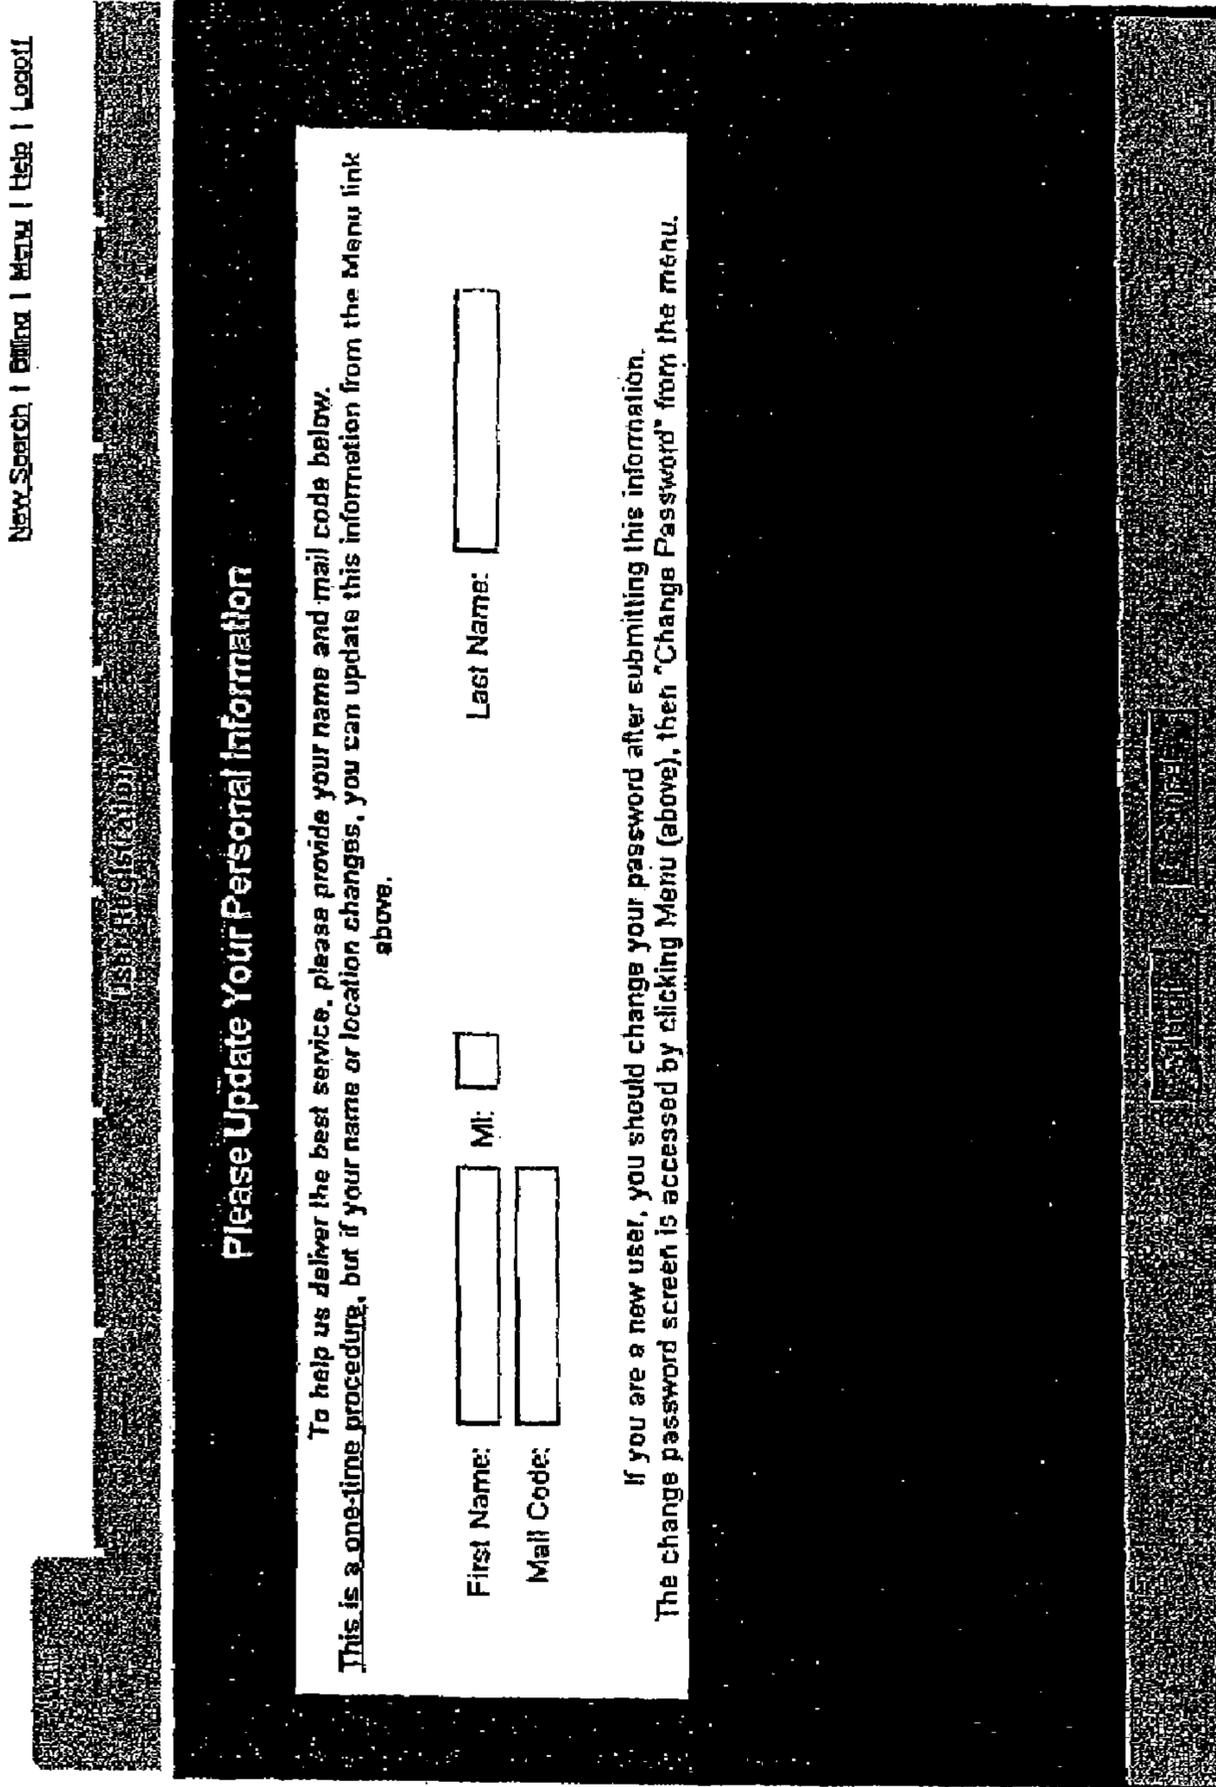 New Search | Billing | Menu | Help | Logoff
User Registration
Please Update Your Personal Information
To help us deliver the best service, please provide your name and mail code below.
This is a one-time procedure, but if your name or location changes, you can update this information from the Menu link
above.
First Name: MI: Last Name:
Mail Code:
If you are a new user, you should change your password after submitting this information.
The change password screen is accessed by clicking Menu (above), then "Change Password" from the menu.